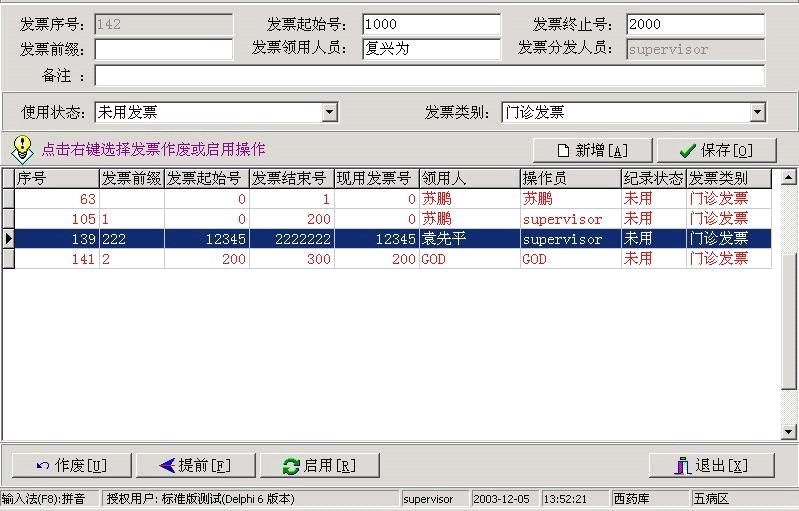 发票序号: 142 发票起始号: 1000 发票终止号: 2000
发票前缀: 发票领用人员: 复兴为 发票分发人员: supervisor
备注 :
使用状态: 未用发票 发票类别: 门诊发票
点击右键选择发票作废或启用操作 新增[A] 保存[O]
序号 发票前缀 发票起始号 发票结束号 现用发票号 领用人 操作员 纪录状态 发票类别
63 0 1 0 苏鹏 苏鹏 未用 门诊发票
105 1 0 200 0 苏鹏 supervisor 未用 门诊发票
139 222 12345 2222222 12345 袁先平 supervisor 未用 门诊发票
141 2 200 300 200 GOD GOD 未用 门诊发票
作废[U] 提前[F] 启用[R] 退出[X]
输入法(F8):拼音 授权用户: 标准版测试(Delphi 6 版本) supervisor 2003-12-05 13:52:21 西药库 五病区